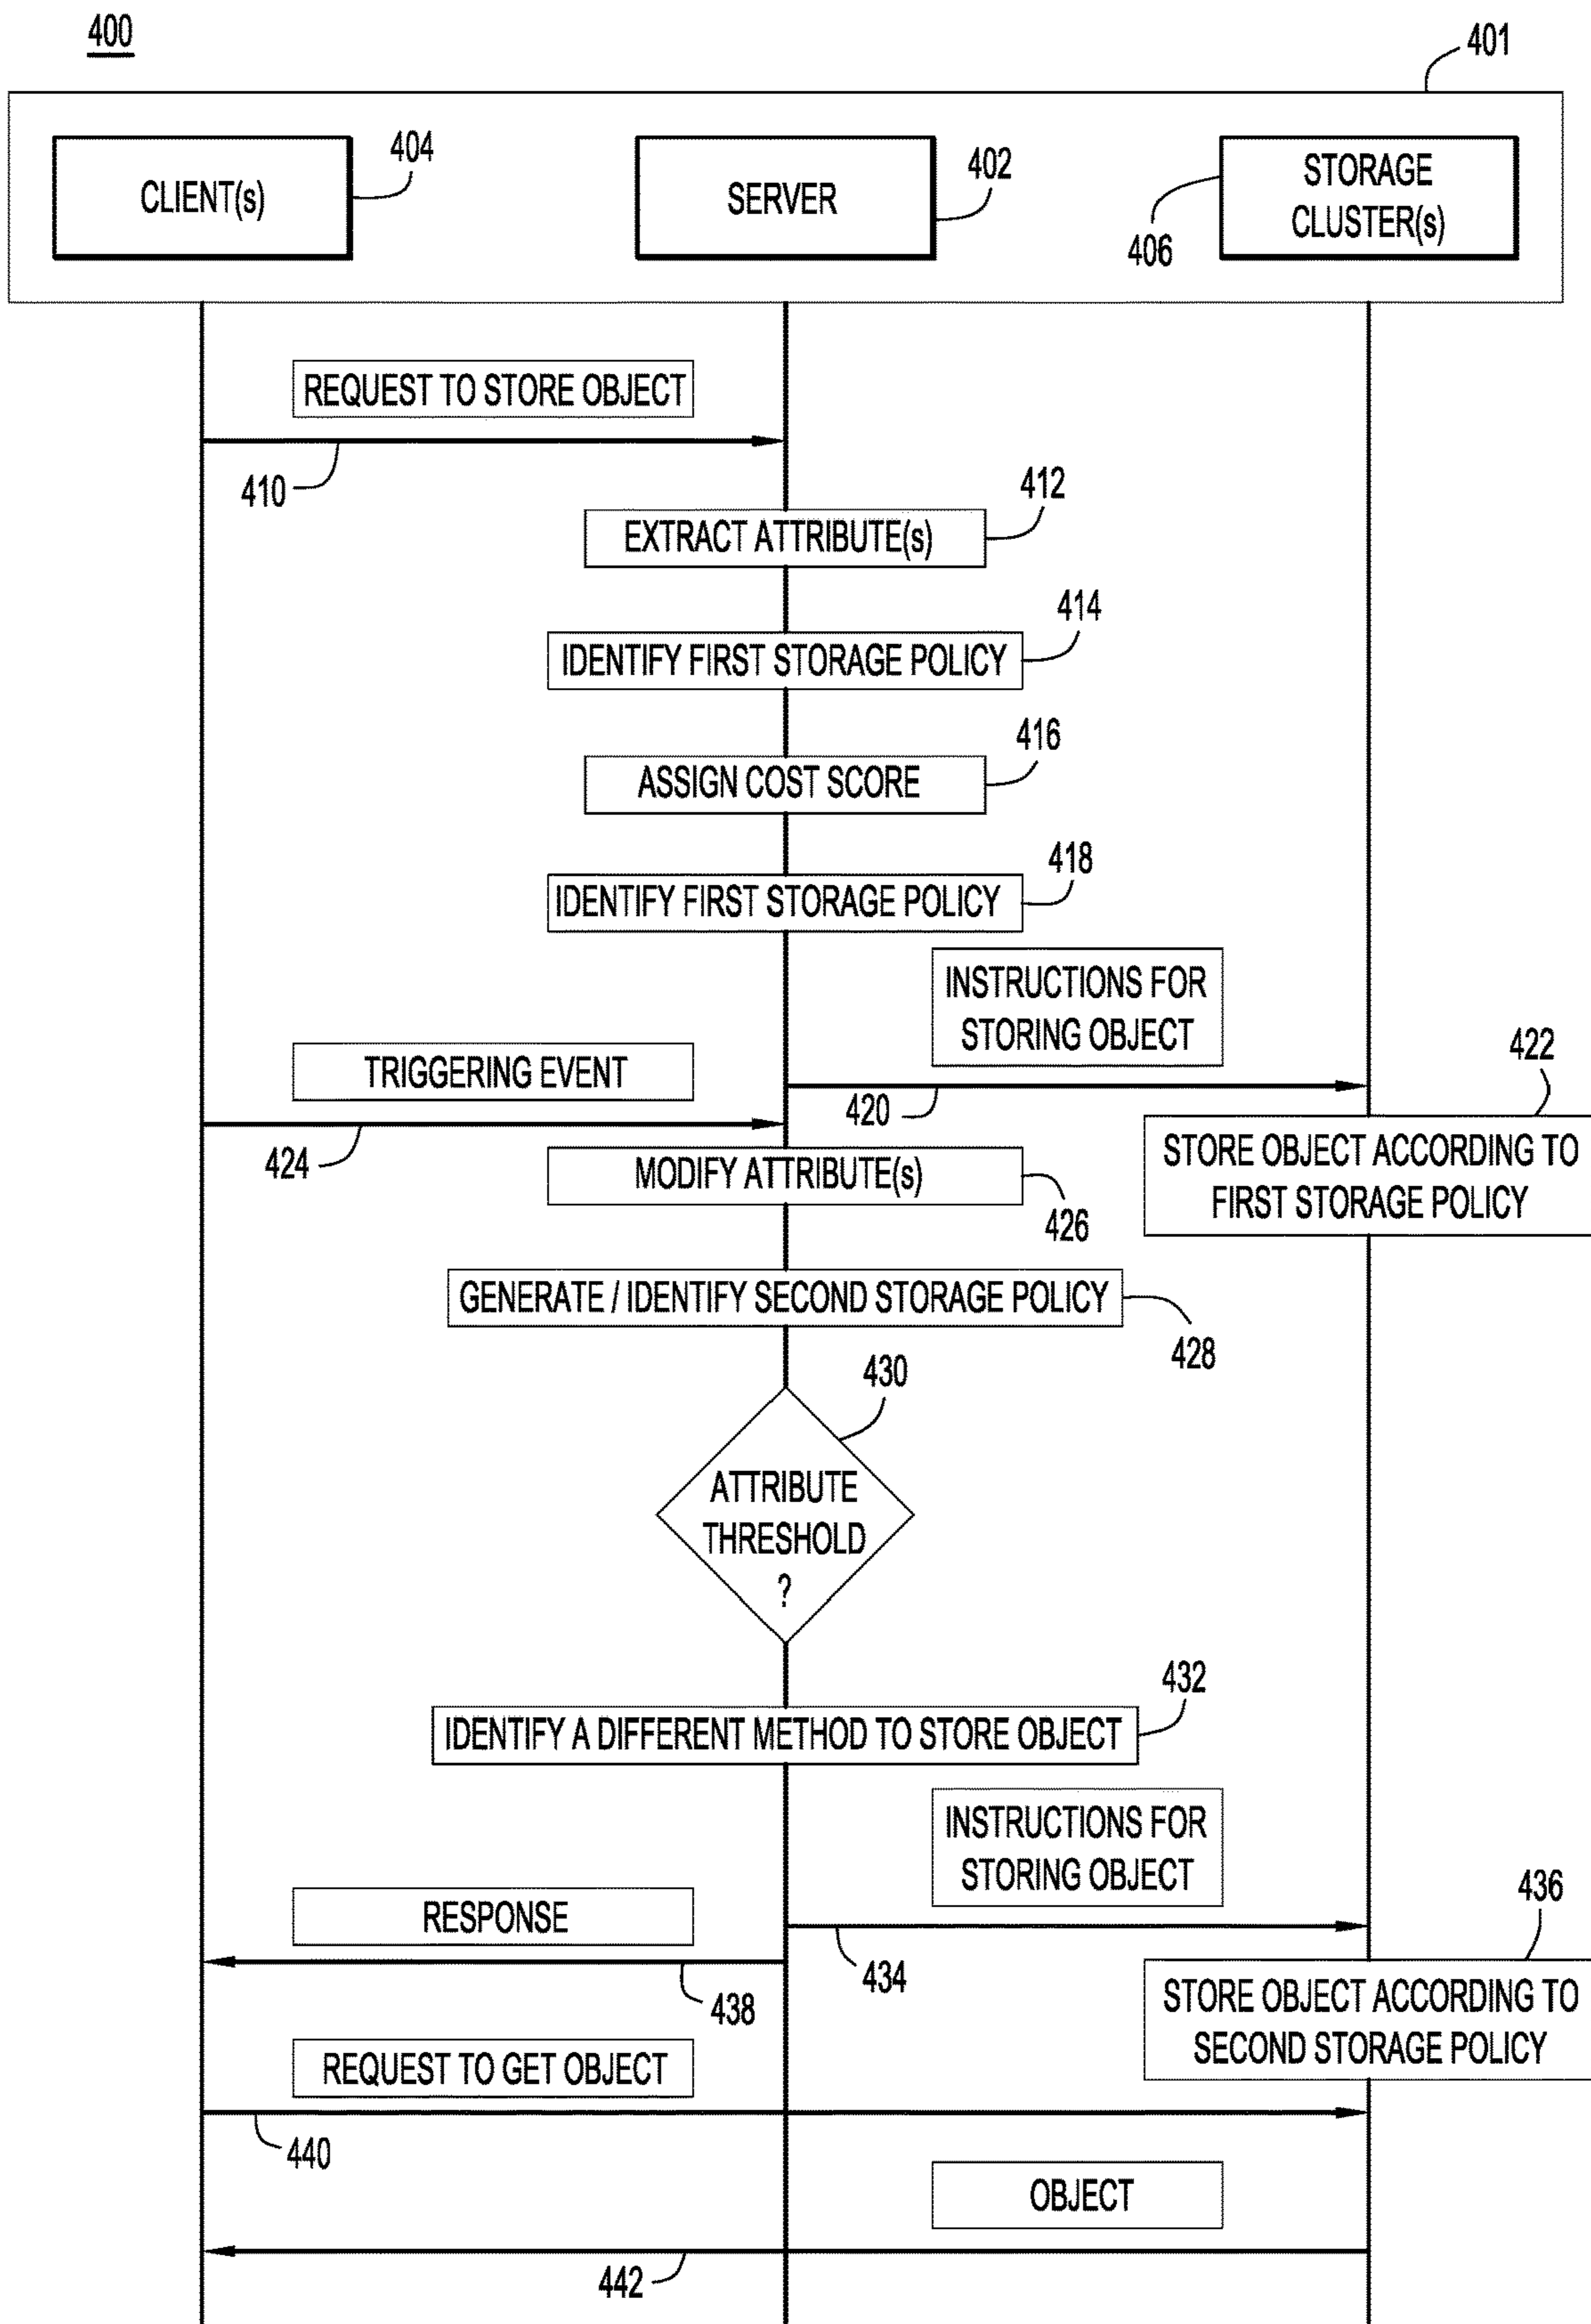 400
401
CLIENT(s)
404
SERVER
402
STORAGE
CLUSTER(s)
406
REQUEST TO STORE OBJECT
410
412
EXTRACT ATTRIBUTE(s)
414
IDENTIFY FIRST STORAGE POLICY
416
ASSIGN COST SCORE
418
IDENTIFY FIRST STORAGE POLICY
INSTRUCTIONS FOR
STORING OBJECT
420
422
TRIGGERING EVENT
424
STORE OBJECT ACCORDING TO
FIRST STORAGE POLICY
MODIFY ATTRIBUTE(s)
426
GENERATE / IDENTIFY SECOND STORAGE POLICY
428
430
ATTRIBUTE
THRESHOLD
?
432
IDENTIFY A DIFFERENT METHOD TO STORE OBJECT
INSTRUCTIONS FOR
STORING OBJECT
434
436
RESPONSE
438
STORE OBJECT ACCORDING TO
SECOND STORAGE POLICY
REQUEST TO GET OBJECT
440
OBJECT
442